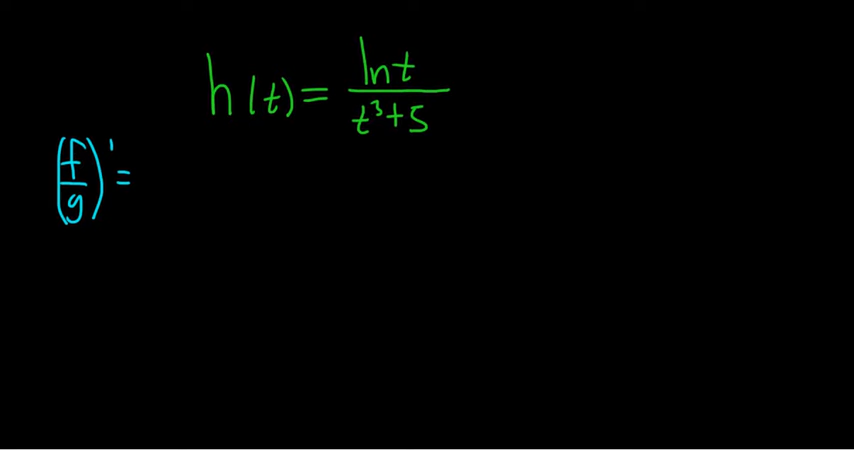 h(t) = ln t / t³+5
(f/g)' =